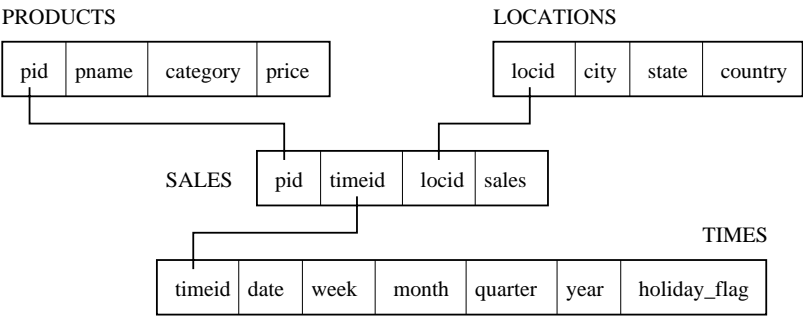 PRODUCTS LOCATIONS
pid pname category price locid city state country
SALES pid timeid locid sales
TIMES
timeid date week month quarter year holiday_flag